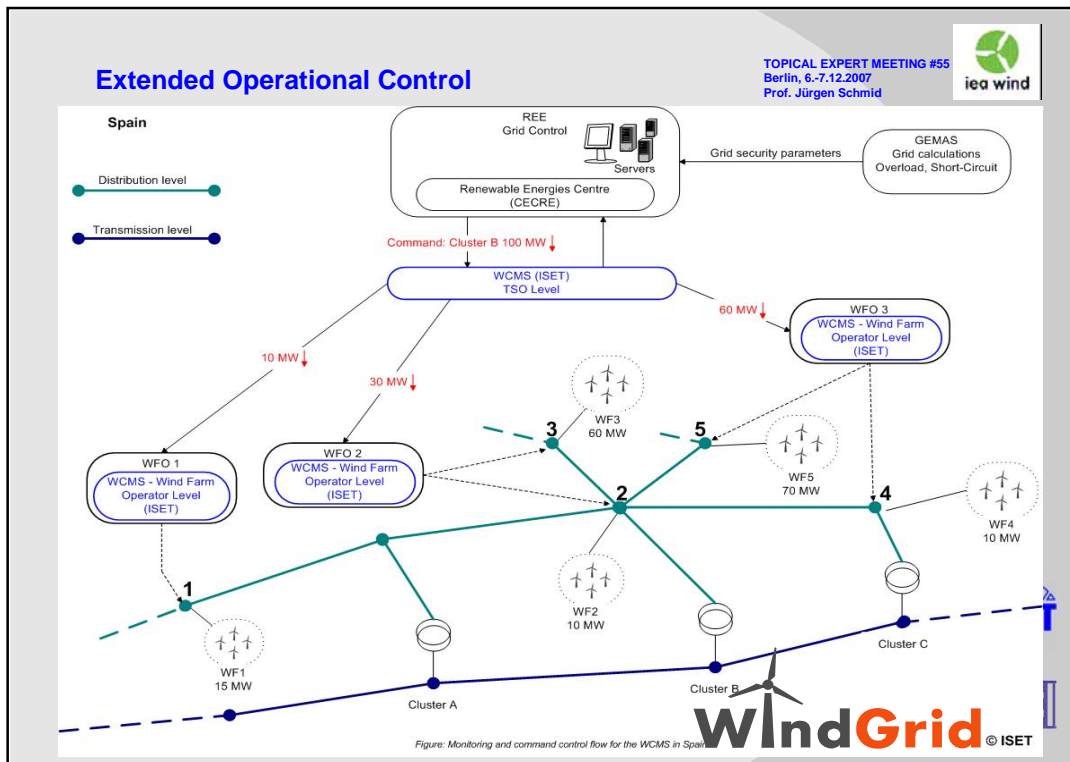 Extended Operational Control
TOPICAL EXPERT MEETING #55
Berlin, 6.-7.12.2007
Prof. Jürgen Schmid
iea wind
Spain
Distribution level
Transmission level
REE
Grid Control
Servers
Renewable Energies Centre
(CECRE)
Grid security parameters
GEMAS
Grid calculations
Overload, Short-Circuit
Command: Cluster B 100 MW
WCMS (ISET)
TSO Level
10 MW
30 MW
60 MW
WFO 3
WCMS - Wind Farm
Operator Level
(ISET)
WFO 1
WCMS - Wind Farm
Operator Level
(ISET)
WFO 2
WCMS - Wind Farm
Operator Level
(ISET)
3
WF3
60 MW
5
WF5
70 MW
2
WF2
10 MW
4
WF4
10 MW
1
WF1
15 MW
Cluster A
Cluster B
Cluster C
WindGrid
© ISET
Figure: Monitoring and command control flow for the WCMS in Spain